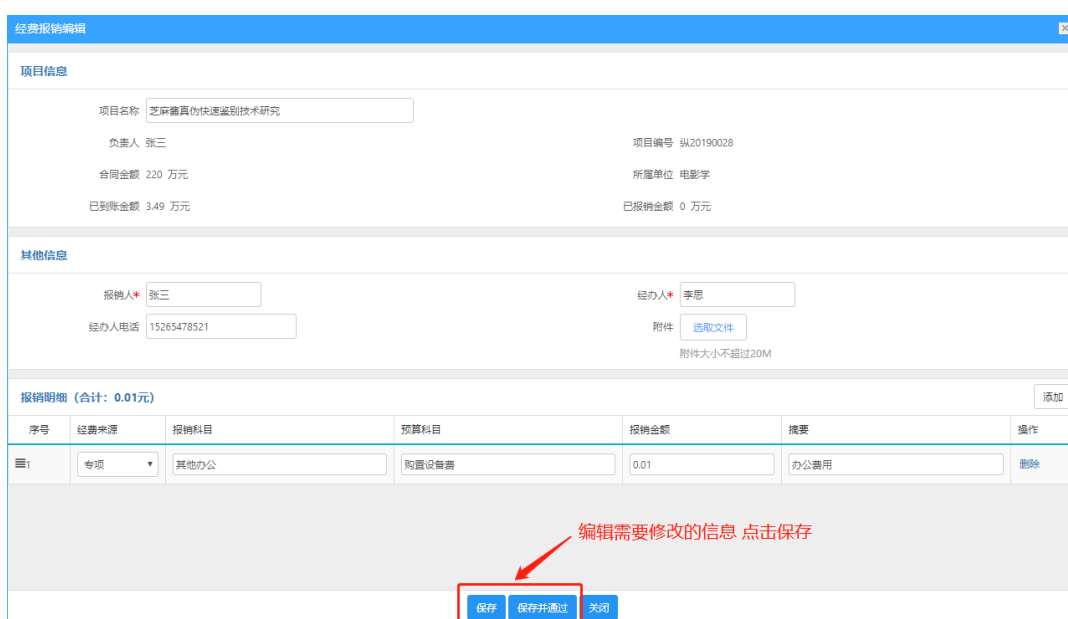 经费报销编辑
项目信息
项目名称 芝麻酱真伪快速鉴别技术研究
负责人 张三 项目编号 纵20190028
合同金额 220 万元 所属单位 电影学
已到账金额 3.49 万元 已报销金额 0 万元
其他信息
报销人* 张三 经办人* 李思
经办人电话 15265478521 附件 选取文件
附件大小不超过20M
报销明细（合计：0.01元） 添加
序号 经费来源 报销科目 预算科目 报销金额 摘要 操作
1 专项 其他办公 购置设备费 0.01 办公费用 删除
编辑需要修改的信息 点击保存
保存 保存并通过 关闭